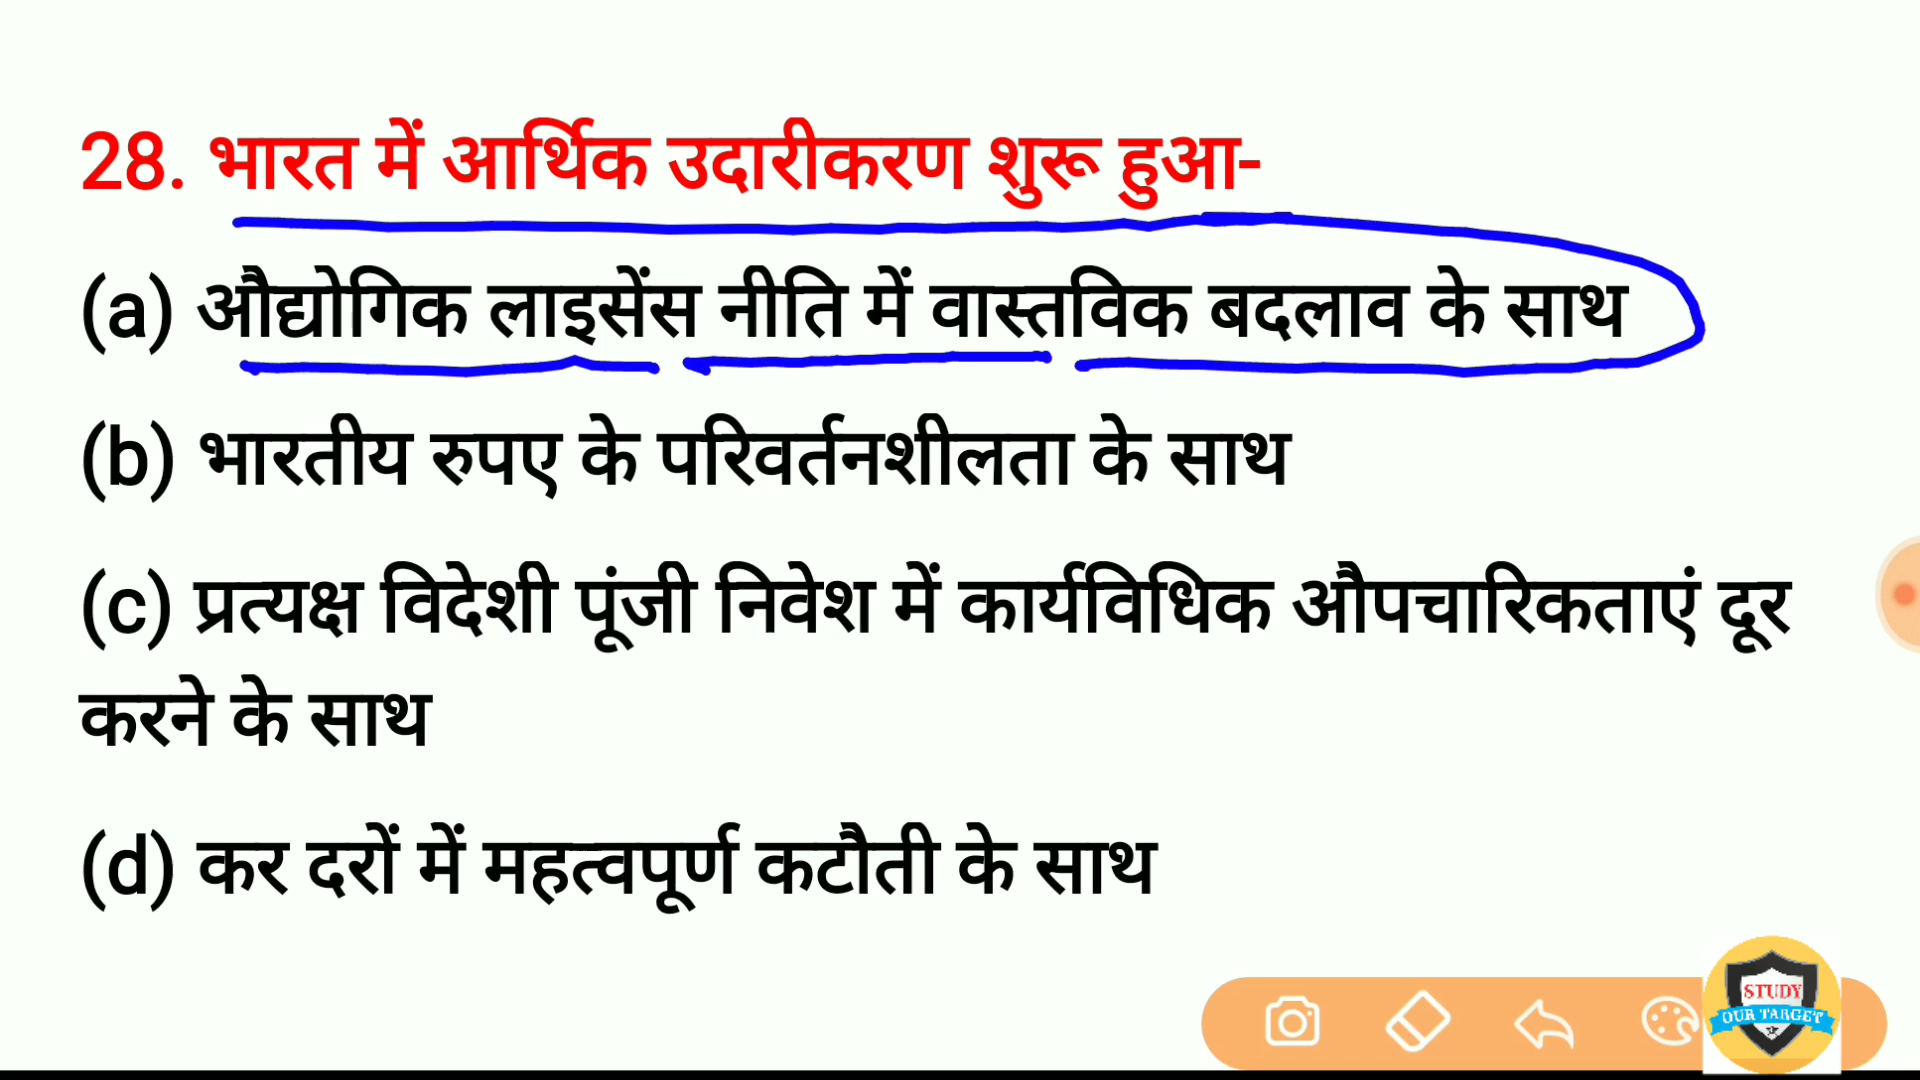 28. भारत में आर्थिक उदारीकरण शुरू हुआ-
(a) औद्योगिक लाइसेंस नीति में वास्तविक बदलाव के साथ
(b) भारतीय रुपए के परिवर्तनशीलता के साथ
(c) प्रत्यक्ष विदेशी पूंजी निवेश में कार्यविधिक औपचारिकताएं दूर
करने के साथ
(d) कर दरों में महत्वपूर्ण कटौती के साथ
STUDY
OUR TARGET